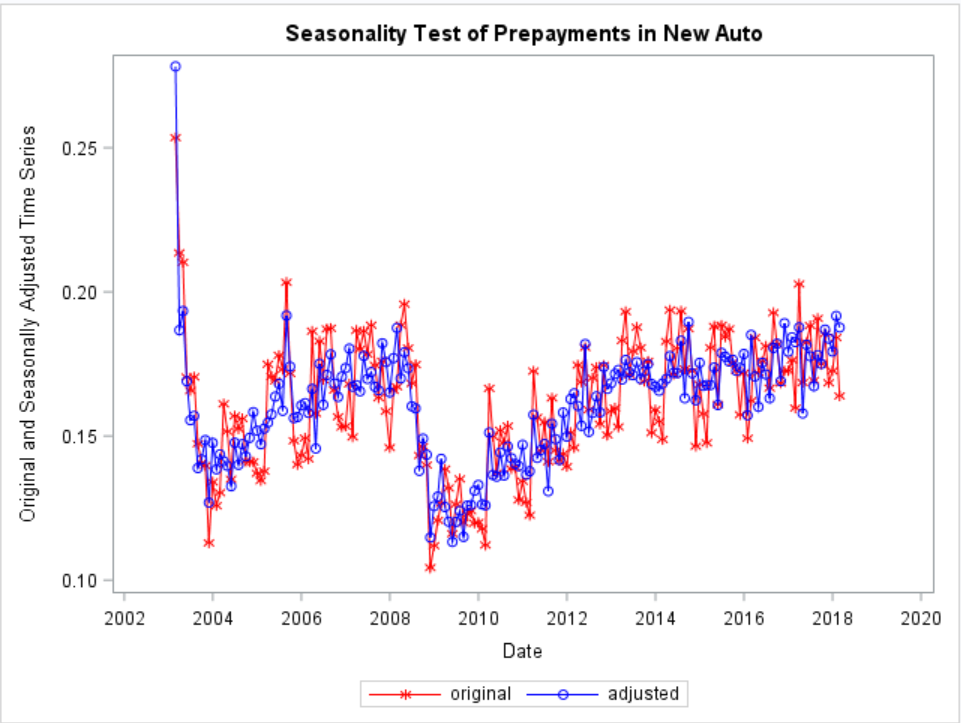 Seasonality Test of Prepayments in New Auto
Original and Seasonally Adjusted Time Series
0.25
0.20
0.15
0.10
2002 2004 2006 2008 2010 2012 2014 2016 2018 2020
Date
original adjusted